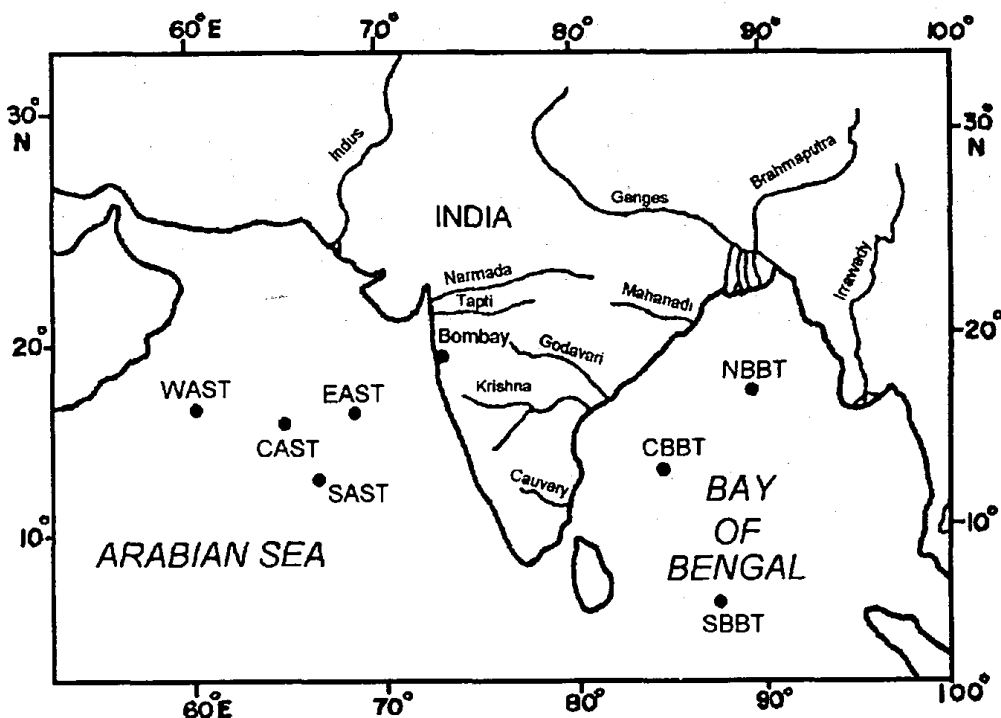 60°E 70° 80° 90° 100°
30° N
30° N
Indus
Brahmaputra
Ganges
INDIA
Irrawady
Narmada
Mahanadi
Tapti
20°
20°
Bombay
Godavari
WAST
EAST
NBBT
Krishna
CAST
CBBT
SAST
Cauvery
BAY
OF
BENGAL
10°
10°
ARABIAN SEA
SBBT
60°E 70° 80° 90° 100°